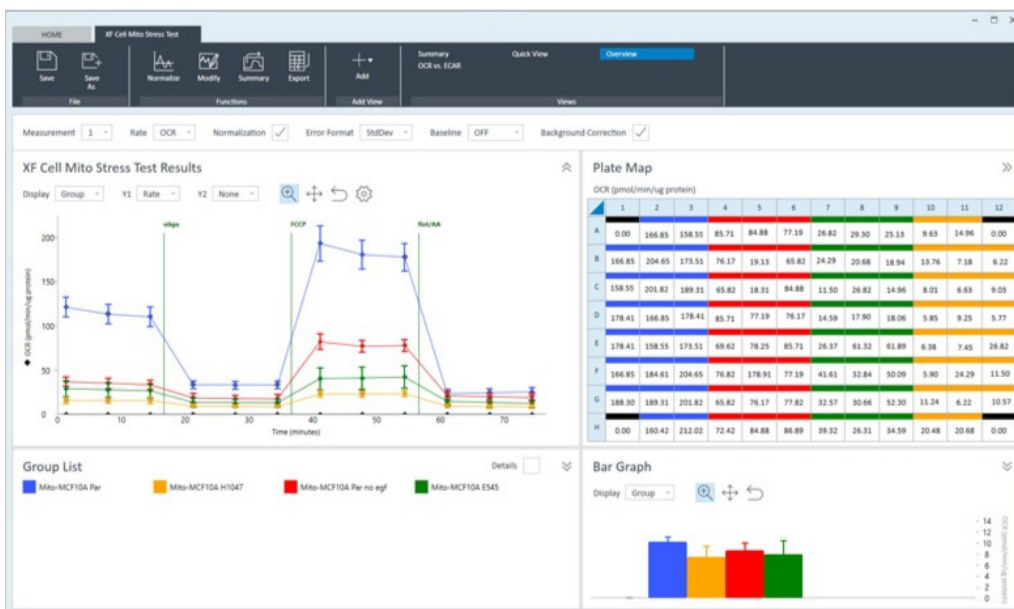 HOME
XF Cell Mito Stress Test
Save
Save As
Normalize
Modify
Summary
Export
Add
Summary
Quick View
Overview
OCR vs. ECAR
File
Functions
Add View
Views
Measurement 1 Rate OCR Normalization Error Format StdDev Baseline OFF Background Correction
XF Cell Mito Stress Test Results
Display Group Y1 Rate Y2 None
oligo FCCP Rot/AA
OCR (pmol/min/ug protein)
200
150
100
50
0
0 10 20 30 40 50 60 70
Time (minutes)
Plate Map
OCR (pmol/min/ug protein)
1 2 3 4 5 6 7 8 9 10 11 12
A 0.00 166.85 158.55 85.71 84.88 77.19 26.82 29.30 25.13 9.63 14.96 0.00
B 166.85 204.65 173.51 76.17 19.13 65.82 24.29 20.68 18.94 13.76 7.18 6.22
C 158.55 201.82 189.31 65.82 18.31 84.88 11.50 26.82 14.96 8.01 6.63 9.03
D 178.41 166.85 178.41 85.71 77.19 76.17 14.59 17.90 18.06 5.85 9.25 5.77
E 178.41 158.55 173.51 69.62 78.25 85.71 26.37 61.32 61.89 6.38 7.45 26.82
F 166.85 184.61 204.65 76.82 178.91 77.19 41.61 32.84 50.09 5.90 24.29 11.50
G 188.30 189.31 201.82 65.82 76.17 77.82 32.57 30.66 52.30 11.24 6.22 10.57
H 0.00 160.42 212.02 72.42 84.88 86.89 39.32 26.31 34.59 20.48 20.68 0.00
Group List
Details
Mito-MCF10A Par
Mito-MCF10A H1047
Mito-MCF10A Par no egf
Mito-MCF10A E545
Bar Graph
Display Group
14
12
10
8
6
4
2
0
OCR (pmol/min/ug protein)